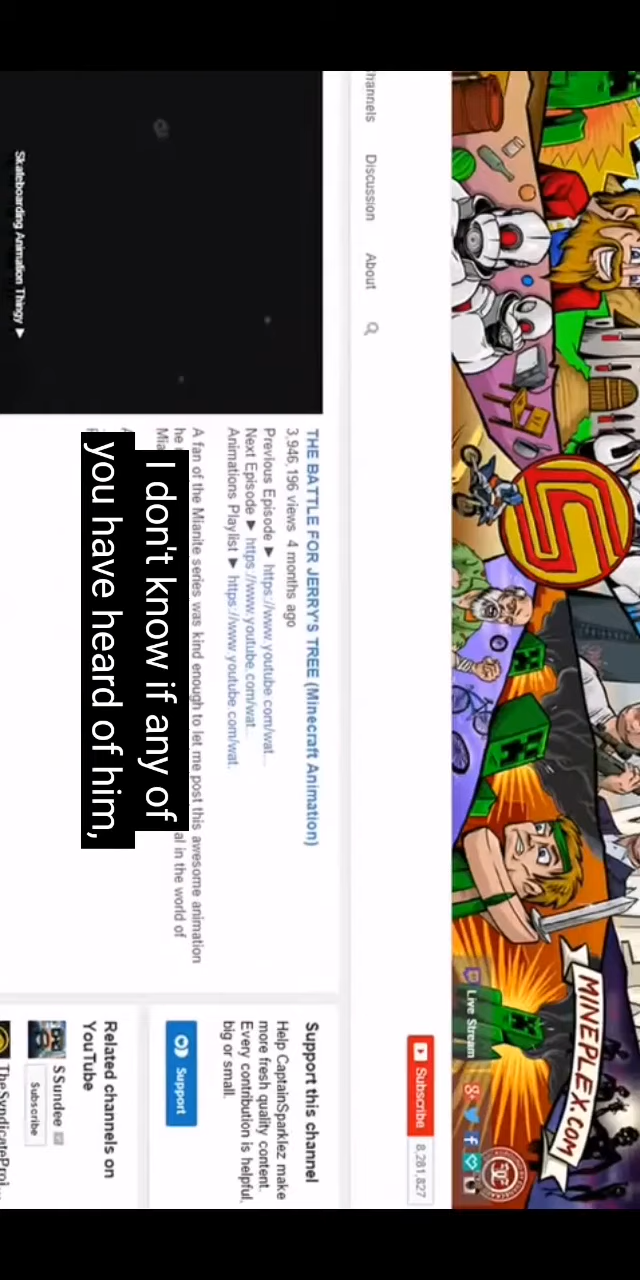 MINEPLEX.COM
Live Stream
hannels
Discussion
About
Subscribe
8,281,827
THE BATTLE FOR JERRY'S TREE (Minecraft Animation)
3,946,196 views 4 months ago
Previous Episode ► https://www.youtube.com/wat...
Next Episode ► https://www.youtube.com/wat...
Animations Playlist ► https://www.youtube.com/wat...
A fan of the Mianite series was kind enough to let me post this awesome animation
he
al in the world of
Mia
Skateboarding Animation Thingy ►
I don't know if any of
you have heard of him,
Support this channel
Help CaptainSparklez make
more fresh quality content.
Every contribution is helpful,
big or small.
Support
Related channels on
YouTube
SSundee
Subscribe
TheSyndicateProj...